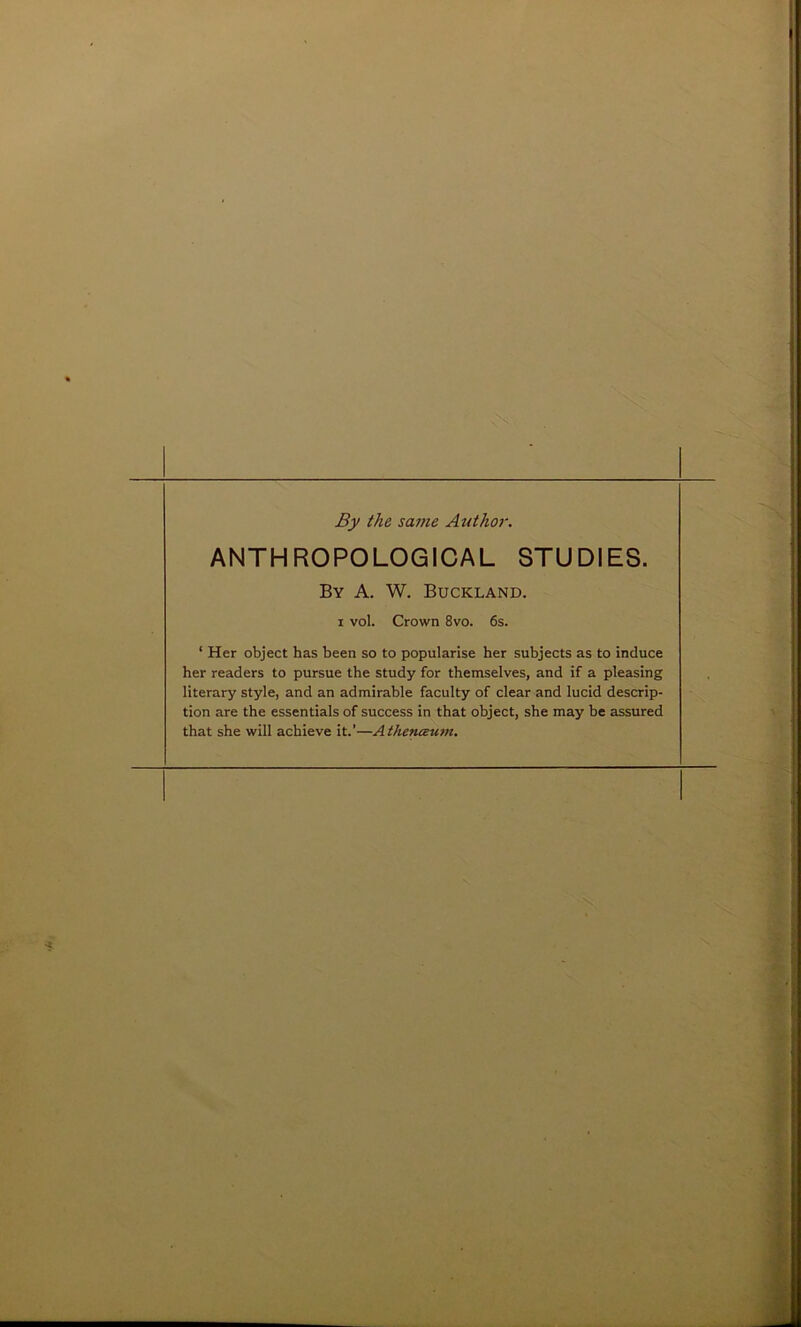 By the same Author.
ANTHROPOLOGICAL STUDIES.
By A. W. Buckland.
1 vol. Crown 8vo. 6s.
‘ Her object has been so to popularise her subjects as to induce
her readers to pursue the study for themselves, and if a pleasing
literary style, and an admirable faculty of clear and lucid descrip-
tion are the essentials of success in that object, she may be assured
that she will achieve it.’—Athenæum.